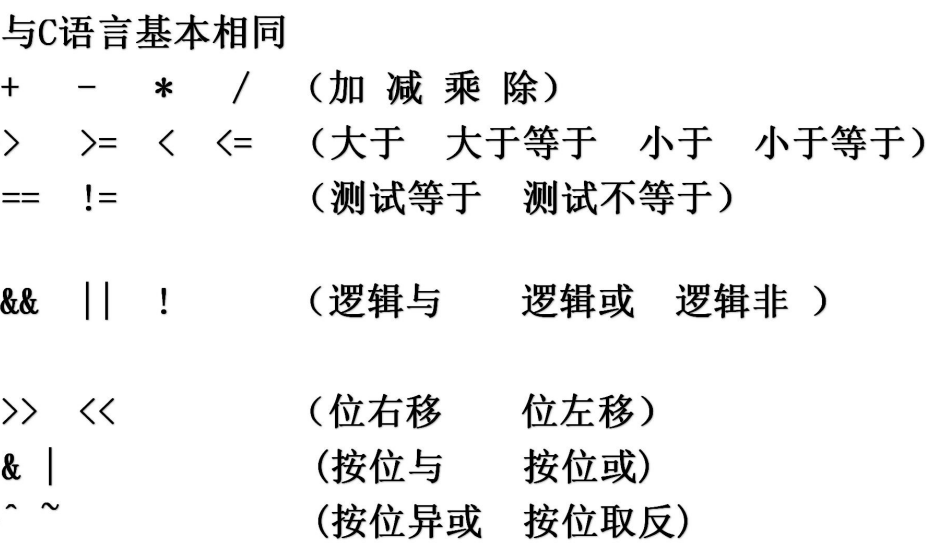 与C语言基本相同
+ - * / （加 减 乘 除）
> >= < <= （大于 大于等于 小于 小于等于）
== != （测试等于 测试不等于）
&& || ! （逻辑与 逻辑或 逻辑非 ）
>> << （位右移 位左移）
& | (按位与 按位或)
^ ~ (按位异或 按位取反)